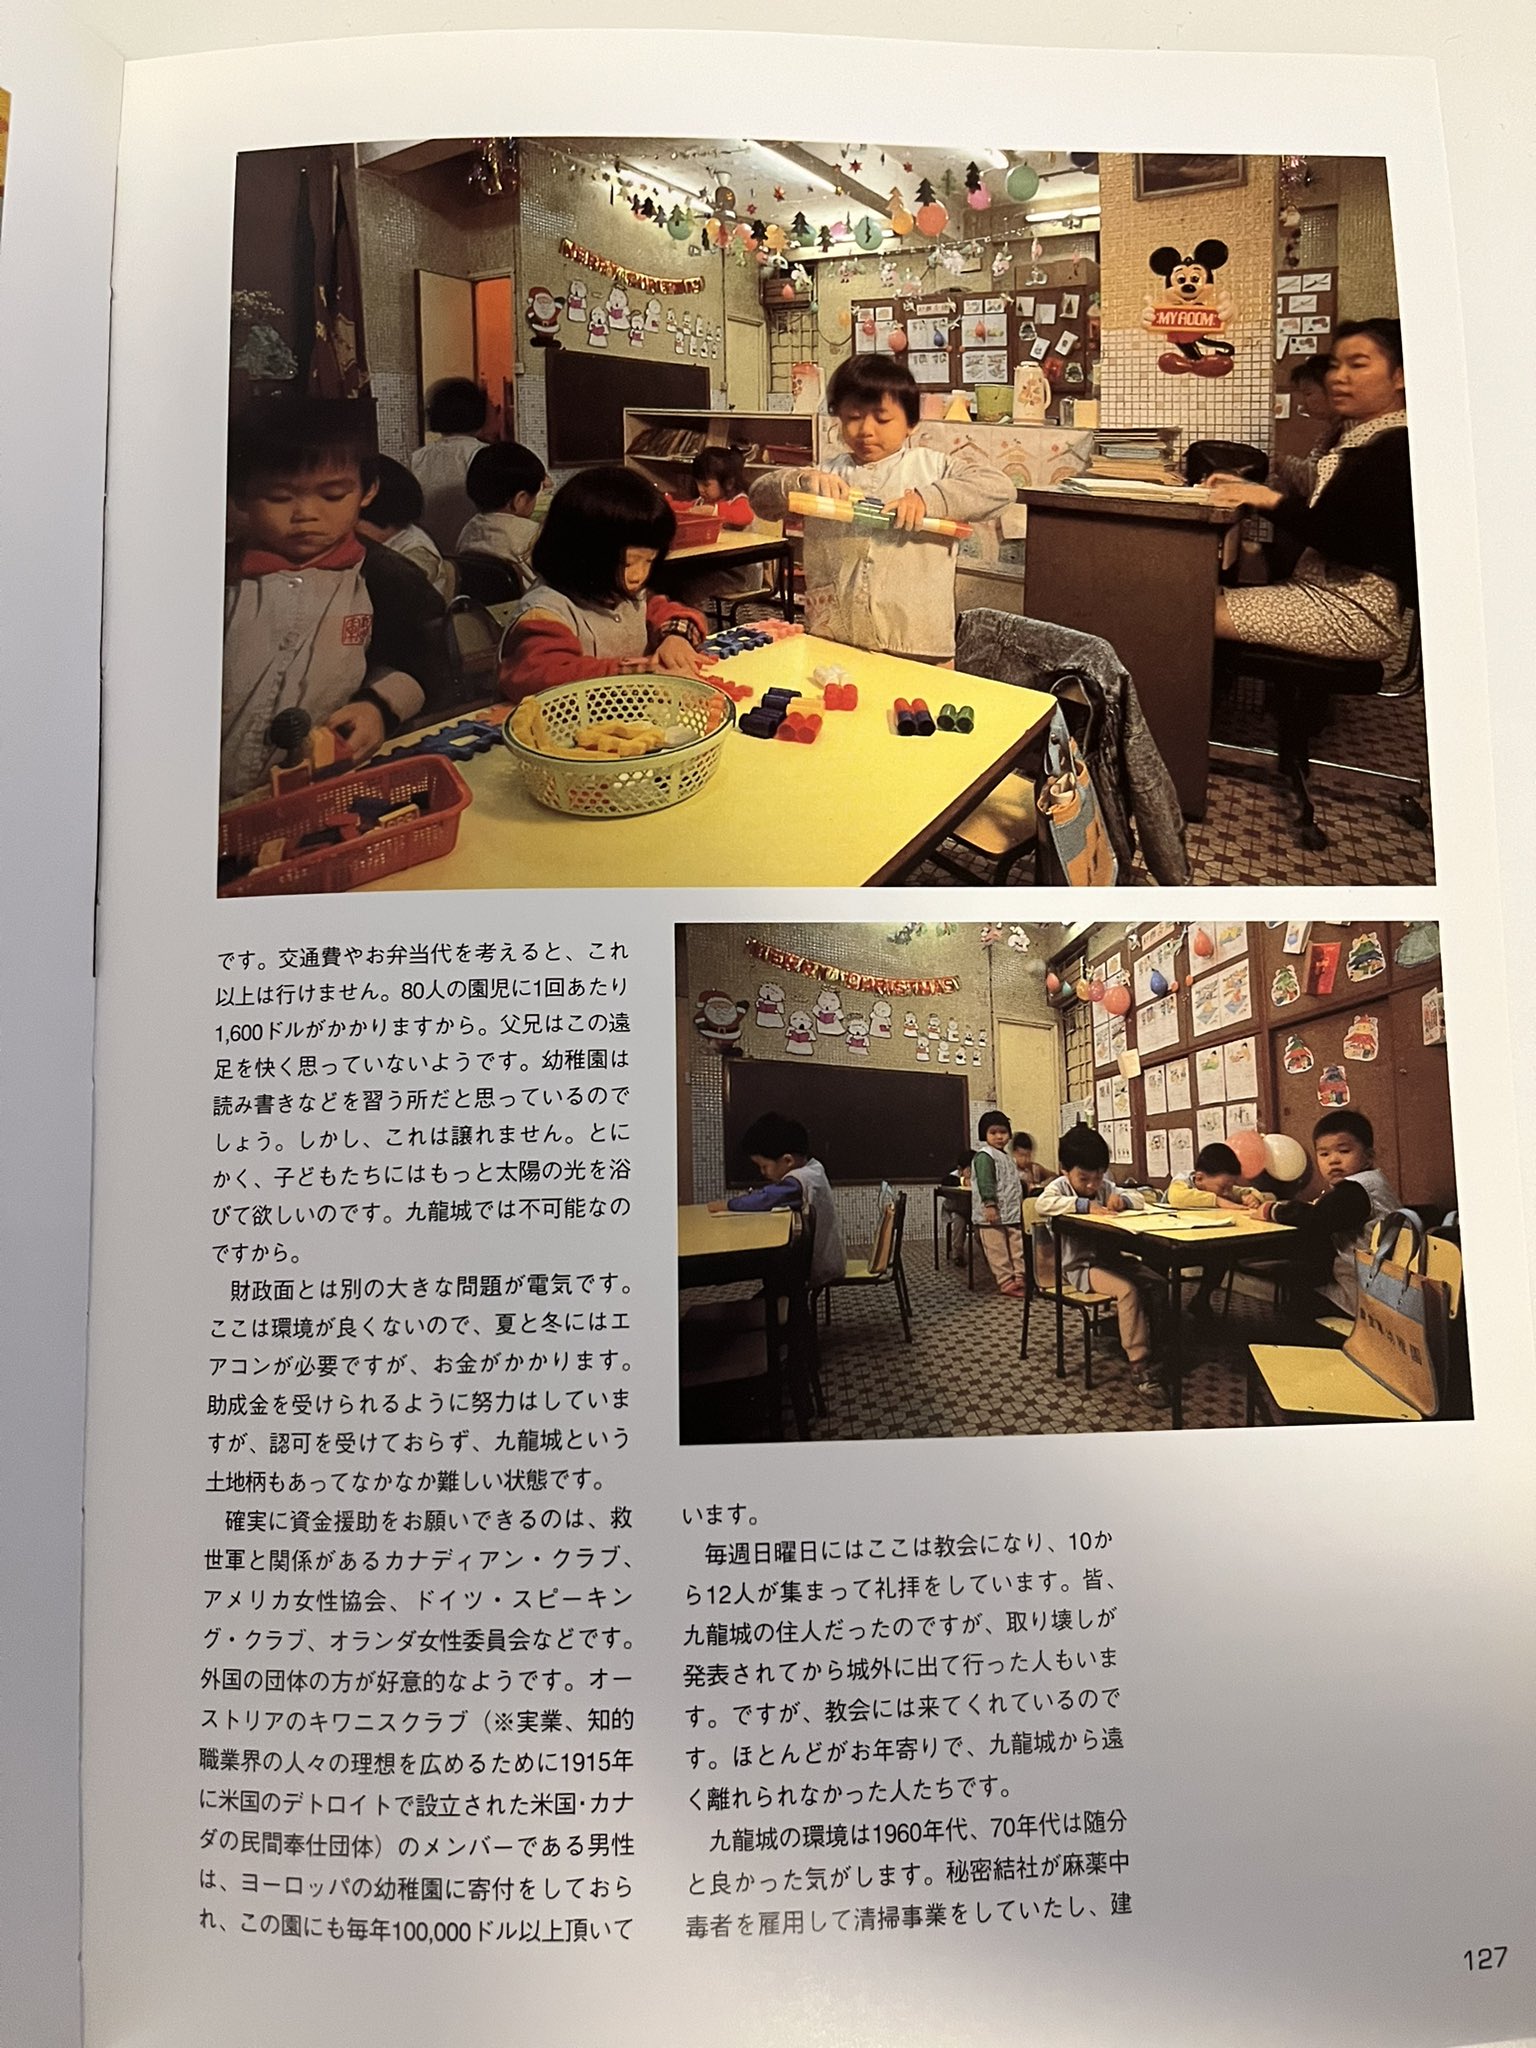 MERRY CHRISTMAS
MY ROOM
です。交通費やお弁当代を考えると、これ
以上は行けません。80人の園児に1回あたり
1,600ドルがかかりますから。父兄はこの遠
足を快く思っていないようです。幼稚園は
読み書きなどを習う所だと思っているので
しょう。しかし、これは譲れません。とに
かく、子どもたちにはもっと太陽の光を浴
びて欲しいのです。九龍城では不可能なの
ですから。
財政面とは別の大きな問題が電気です。
ここは環境が良くないので、夏と冬にはエ
アコンが必要ですが、お金がかかります。
助成金を受けられるように努力はしていま
すが、認可を受けておらず、九龍城という
土地柄もあってなかなか難しい状態です。
確実に資金援助をお願いできるのは、救
世軍と関係があるカナディアン・クラブ、
アメリカ女性協会、ドイツ・スピーキン
グ・クラブ、オランダ女性委員会などです。
外国の団体の方が好意的なようです。オー
ストリアのキワニスクラブ（※実業、知的
職業界の人々の理想を広めるために1915年
に米国のデトロイトで設立された米国・カナ
ダの民間奉仕団体）のメンバーである男性
は、ヨーロッパの幼稚園に寄付をしておら
れ、この園にも毎年100,000ドル以上頂いて
MERRY CHRISTMAS
幼稚園
います。
毎週日曜日にはここは教会になり、10か
ら12人が集まって礼拝をしています。皆、
九龍城の住人だったのですが、取り壊しが
発表されてから城外に出て行った人もいま
す。ですが、教会には来てくれているので
す。ほとんどがお年寄りで、九龍城から遠
く離れられなかった人たちです。
九龍城の環境は1960年代、70年代は随分
と良かった気がします。秘密結社が麻薬中
毒者を雇用して清掃事業をしていたし、建
127